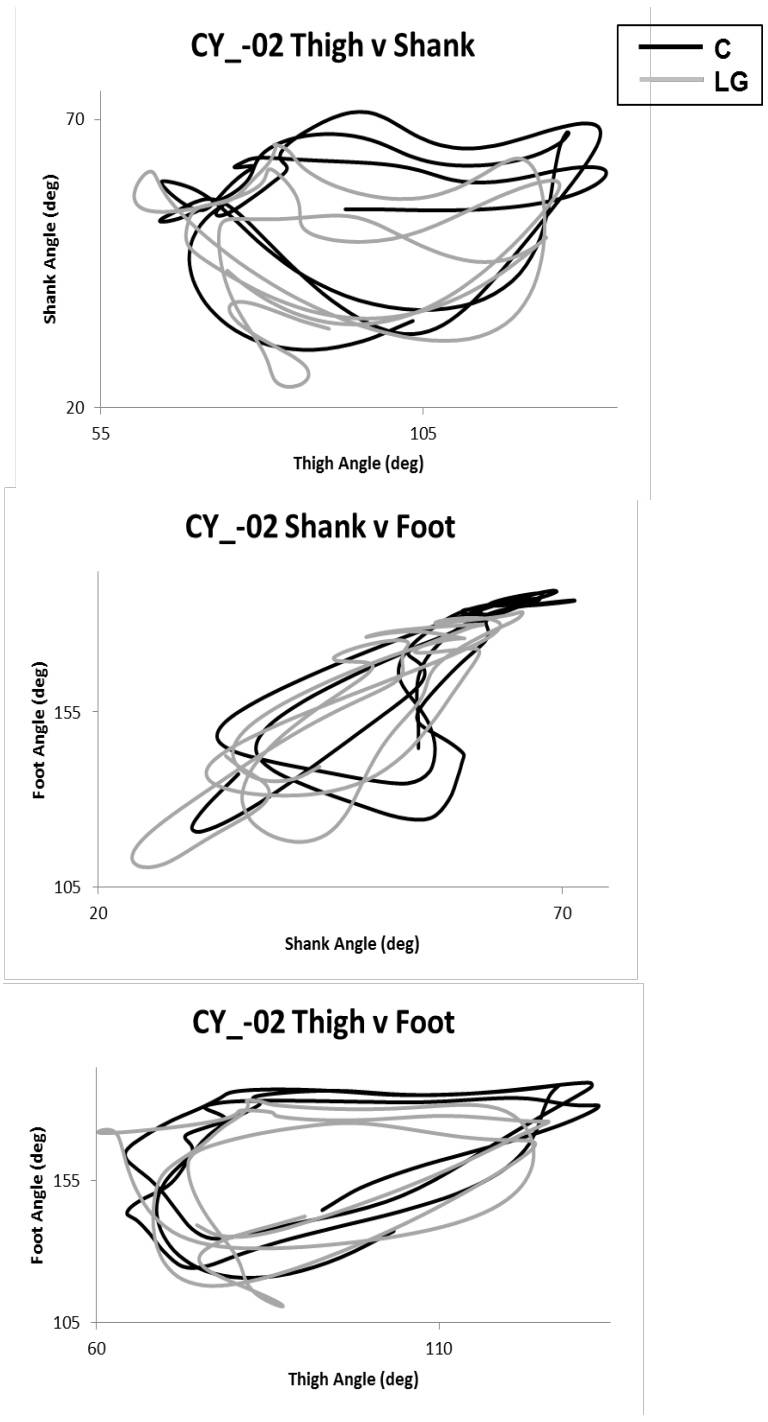 CY_-02 Thigh v Shank
C
LG
70
Shank Angle (deg)
20
55
105
Thigh Angle (deg)
CY_-02 Shank v Foot
155
Foot Angle (deg)
105
20
70
Shank Angle (deg)
CY_-02 Thigh v Foot
155
Foot Angle (deg)
105
60
110
Thigh Angle (deg)